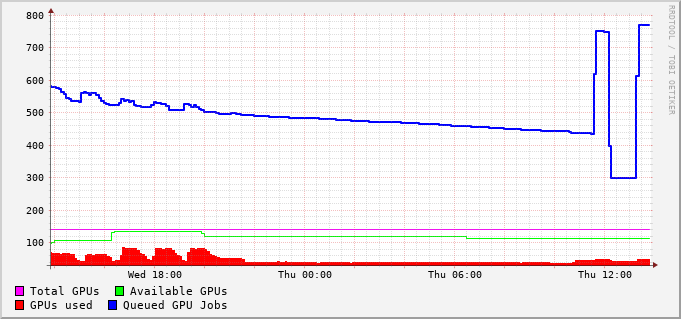 800
700
600
500
400
300
200
100
Wed 18:00 Thu 00:00 Thu 06:00 Thu 12:00
Total GPUs Available GPUs
GPUs used Queued GPU Jobs
RRDTOOL / TOBI OETIKER